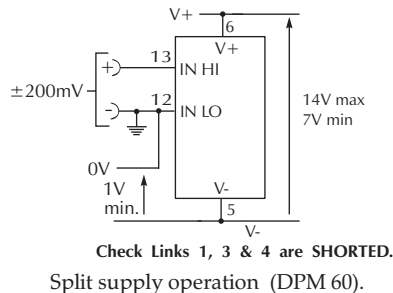 V+
6
V+
+
13
IN HI
±200mV
12
-
IN LO
14V max
7V min
0V
1V
min.
V-
5
V-
Check Links 1, 3 & 4 are SHORTED.
Split supply operation (DPM 60).